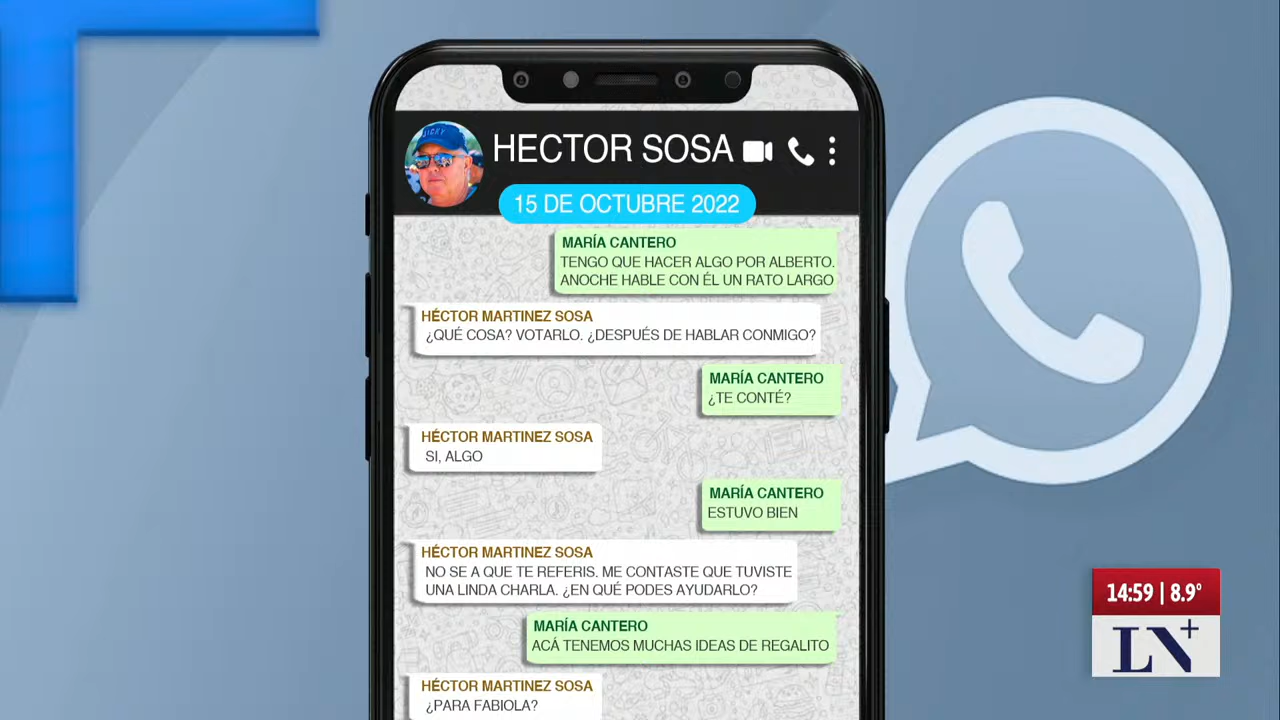 HECTOR SOSA
15 DE OCTUBRE 2022
MARÍA CANTERO
TENGO QUE HACER ALGO POR ALBERTO.
ANOCHE HABLE CON ÉL UN RATO LARGO
HÉCTOR MARTINEZ SOSA
¿QUÉ COSA? VOTARLO. ¿DESPUÉS DE HABLAR CONMIGO?
MARÍA CANTERO
¿TE CONTÉ?
HÉCTOR MARTINEZ SOSA
SI, ALGO
MARÍA CANTERO
ESTUVO BIEN
HÉCTOR MARTINEZ SOSA
NO SE A QUE TE REFERIS. ME CONTASTE QUE TUVISTE
UNA LINDA CHARLA. ¿EN QUÉ PODES AYUDARLO?
MARÍA CANTERO
ACÁ TENEMOS MUCHAS IDEAS DE REGALITO
HÉCTOR MARTINEZ SOSA
¿PARA FABIOLA?
14:59 | 8.9°
LN+